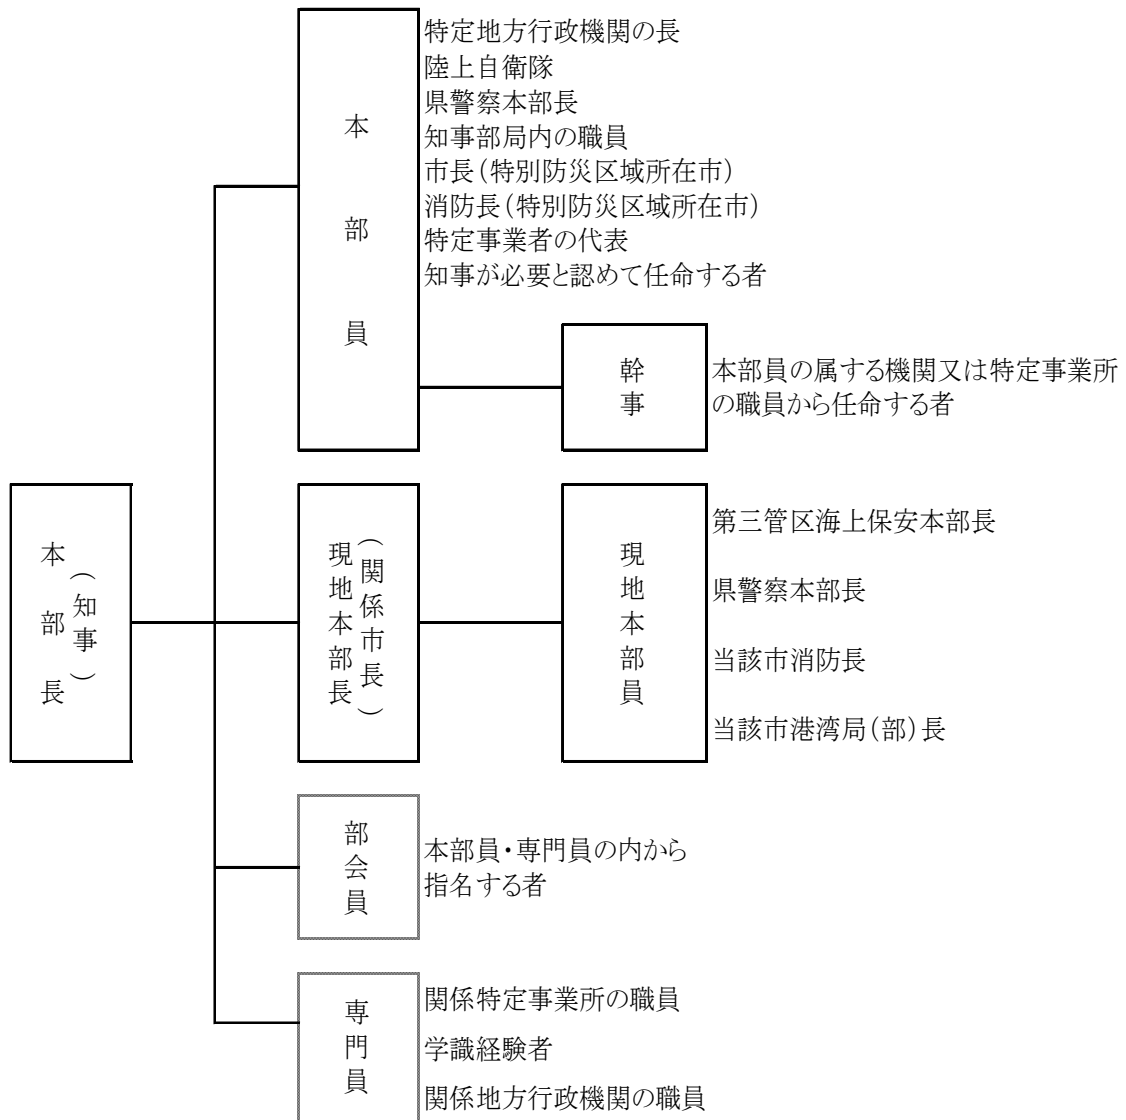 本部長
（知事）
本部員
特定地方行政機関の長
陸上自衛隊
県警察本部長
知事部局内の職員
市長（特別防災区域所在市）
消防長（特別防災区域所在市）
特定事業者の代表
知事が必要と認めて任命する者
幹事
本部員の属する機関又は特定事業所
の職員から任命する者
現地本部長
（関係市長）
現地本部員
第三管区海上保安本部長
県警察本部長
当該市消防長
当該市港湾局（部）長
部会員
本部員・専門員の内から
指名する者
専門員
関係特定事業所の職員
学識経験者
関係地方行政機関の職員